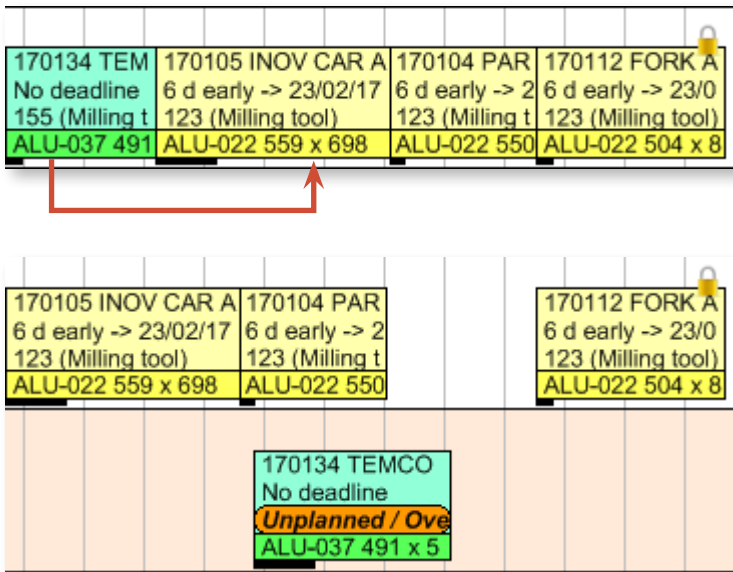 170134 TEM
No deadline
155 (Milling t
ALU-037 491
170105 INOV CAR A
6 d early -> 23/02/17
123 (Milling tool)
ALU-022 559 x 698
170104 PAR
6 d early -> 2
123 (Milling t
ALU-022 550
170112 FORK A
6 d early -> 23/0
123 (Milling tool)
ALU-022 504 x 8
170105 INOV CAR A
6 d early -> 23/02/17
123 (Milling tool)
ALU-022 559 x 698
170104 PAR
6 d early -> 2
123 (Milling t
ALU-022 550
170112 FORK A
6 d early -> 23/0
123 (Milling tool)
ALU-022 504 x 8
170134 TEMCO
No deadline
Unplanned / Ove
ALU-037 491 x 5